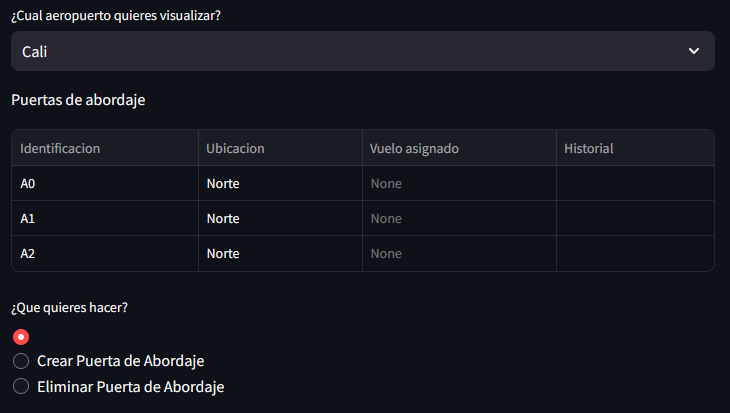 ¿Cual aeropuerto quieres visualizar?
Cali
Puertas de abordaje
Identificacion Ubicacion Vuelo asignado Historial
A0 Norte None
A1 Norte None
A2 Norte None
¿Que quieres hacer?
Crear Puerta de Abordaje
Eliminar Puerta de Abordaje